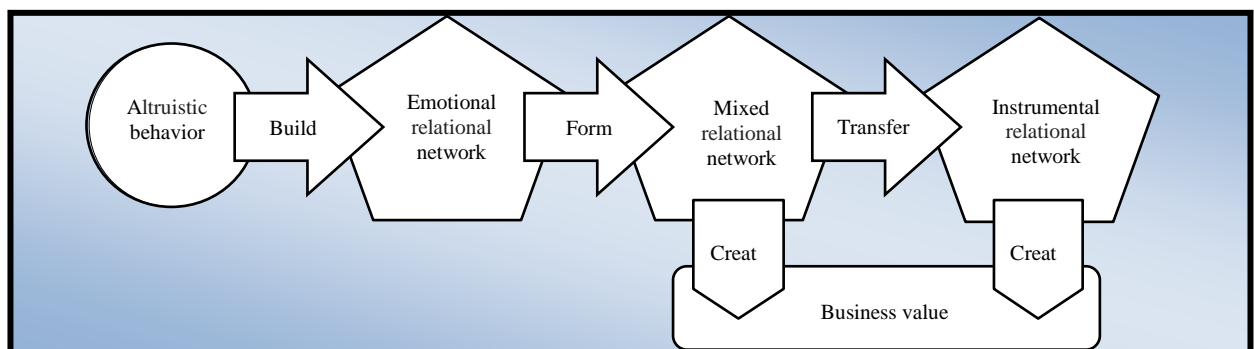 Altruistic
behavior
Build
Emotional
relational
network
Form
Mixed
relational
network
Transfer
Instrumental
relational
network
Creat
Creat
Business value